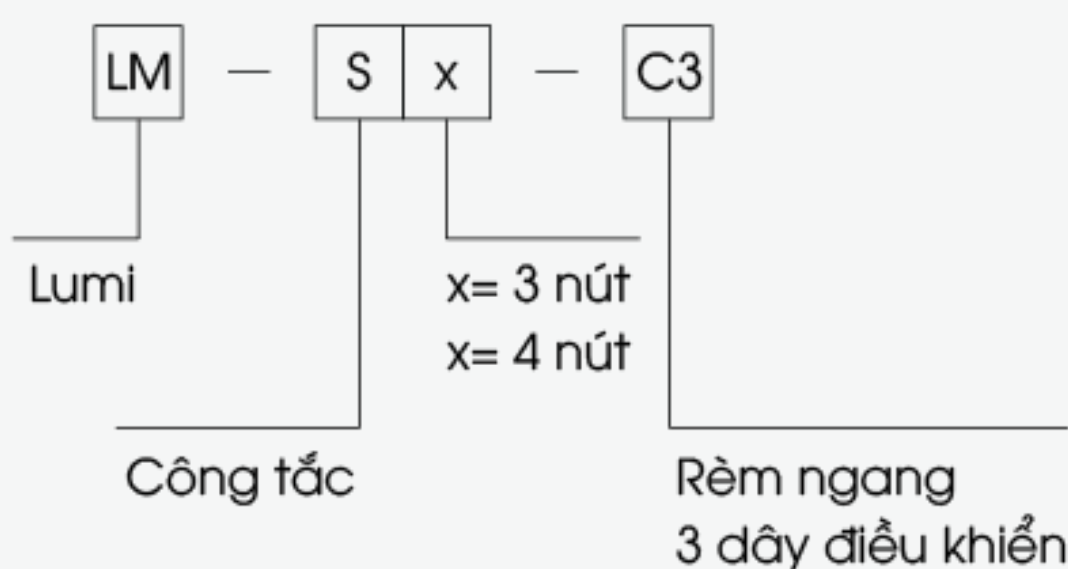 LM — S x — C3
Lumi
x= 3 nút
x= 4 nút
Công tắc
Rèm ngang
3 dây điều khiển